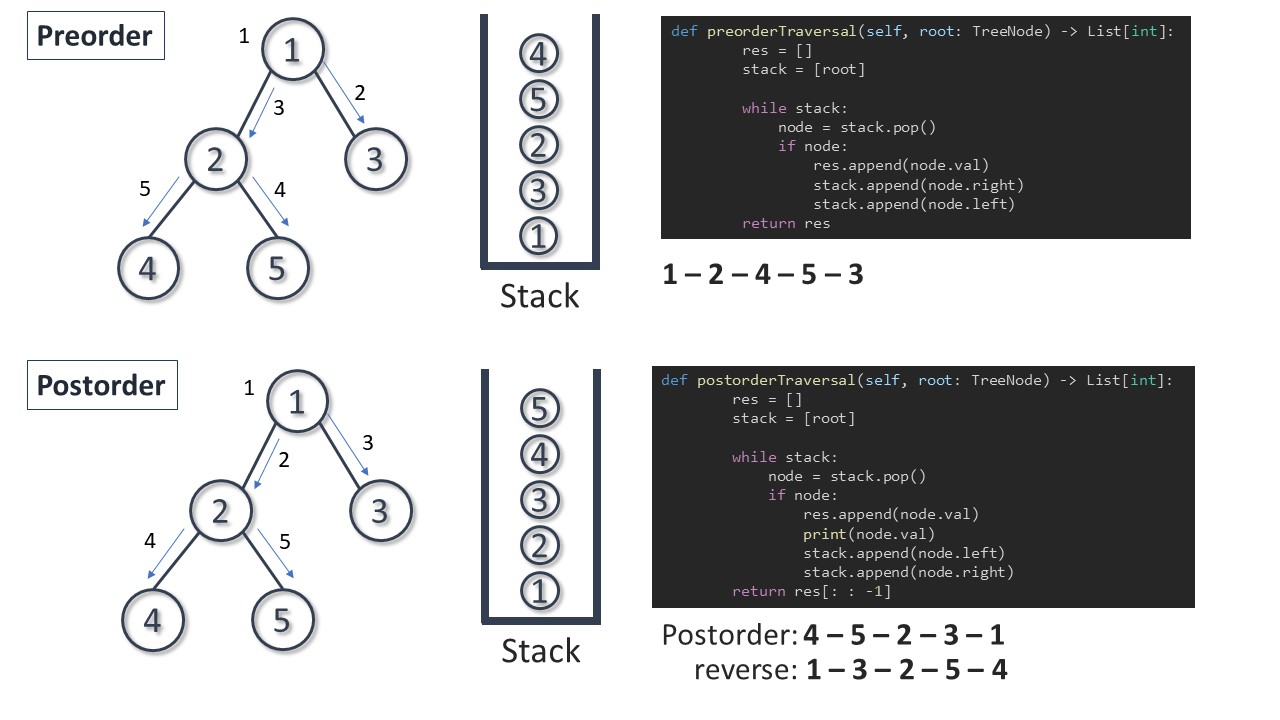 Preorder
1
1
3
2
2
3
5
4
4
5
4
5
2
3
1
Stack
def preorderTraversal(self, root: TreeNode) -> List[int]:
res = []
stack = [root]
while stack:
node = stack.pop()
if node:
res.append(node.val)
stack.append(node.right)
stack.append(node.left)
return res
1 – 2 – 4 – 5 – 3
Postorder
1
1
2
3
2
3
4
5
4
5
5
4
3
2
1
Stack
def postorderTraversal(self, root: TreeNode) -> List[int]:
res = []
stack = [root]
while stack:
node = stack.pop()
if node:
res.append(node.val)
print(node.val)
stack.append(node.left)
stack.append(node.right)
return res[: : -1]
Postorder: 4 – 5 – 2 – 3 – 1
reverse: 1 – 3 – 2 – 5 – 4